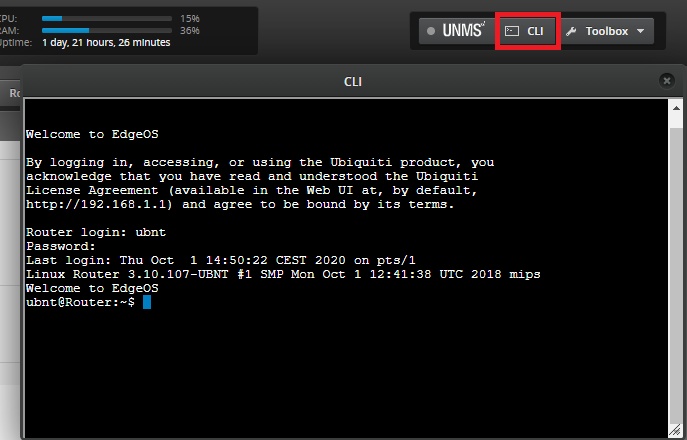 CPU: 15%
RAM: 36%
Uptime: 1 day, 21 hours, 26 minutes
UNMS
CLI
Toolbox
Ro
CLI
Welcome to EdgeOS
By logging in, accessing, or using the Ubiquiti product, you
acknowledge that you have read and understood the Ubiquiti
License Agreement (available in the Web UI at, by default,
http://192.168.1.1) and agree to be bound by its terms.
Router login: ubnt
Password:
Last login: Thu Oct  1 14:50:22 CEST 2020 on pts/1
Linux Router 3.10.107-UBNT #1 SMP Mon Oct 1 12:41:38 UTC 2018 mips
Welcome to EdgeOS
ubnt@Router:~$